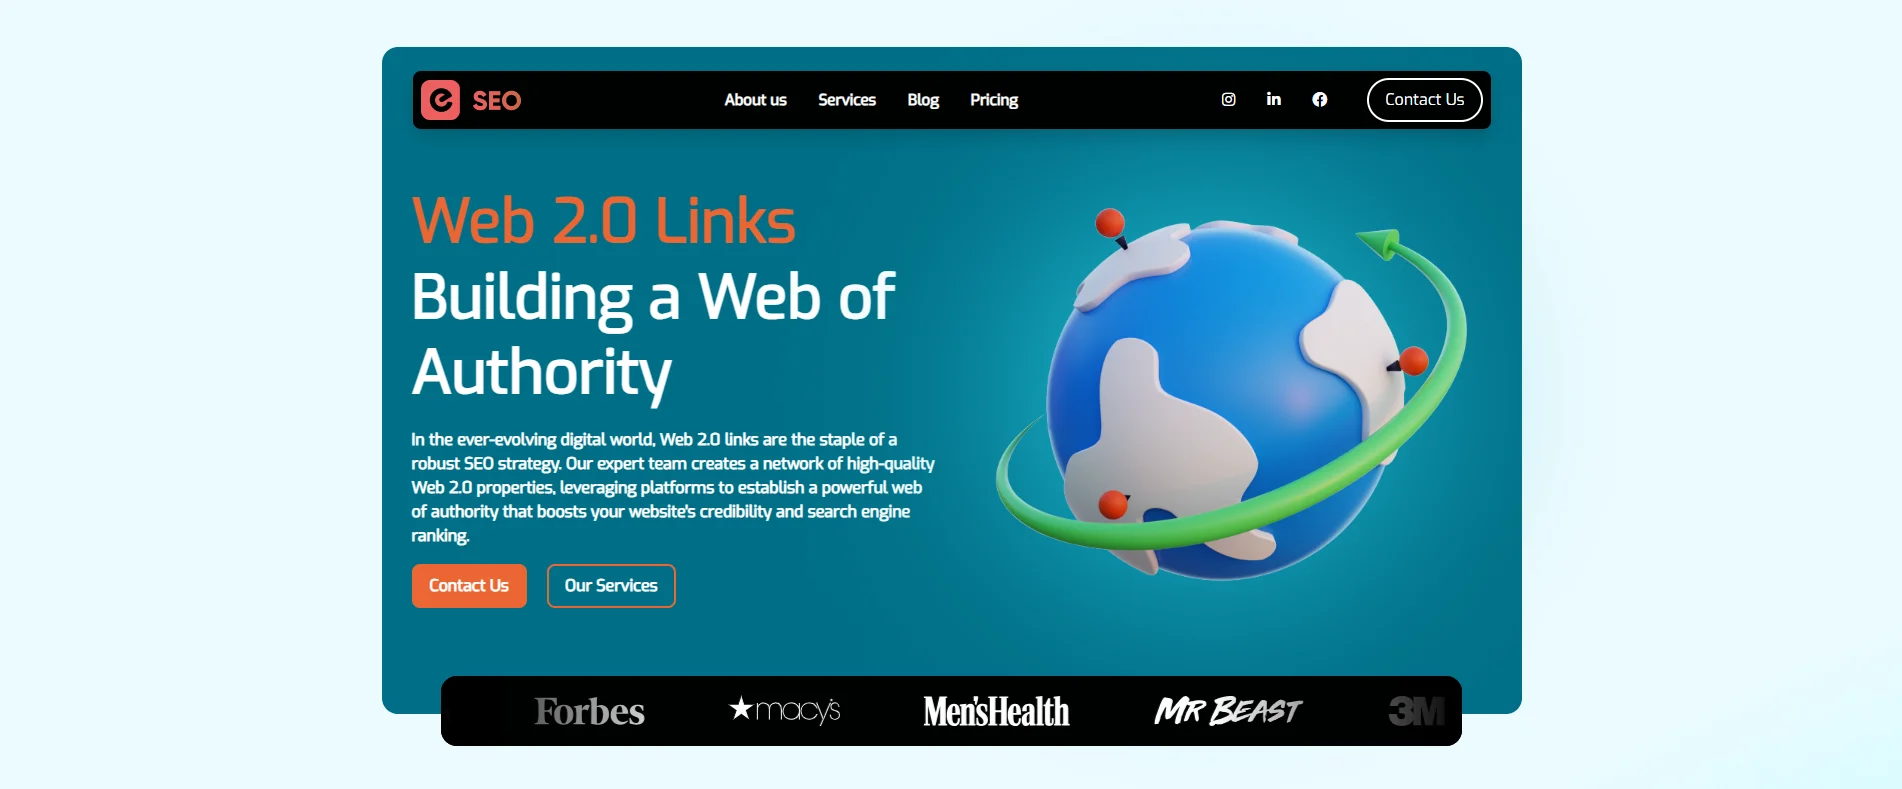 e SEO
About us Services Blog Pricing
Contact Us
Web 2.0 Links
Building a Web of
Authority
In the ever-evolving digital world, Web 2.0 links are the staple of a
robust SEO strategy. Our expert team creates a network of high-quality
Web 2.0 properties, leveraging platforms to establish a powerful web
of authority that boosts your website's credibility and search engine
ranking.
Contact Us Our Services
Forbes macy's Men'sHealth MR BEAST 3M